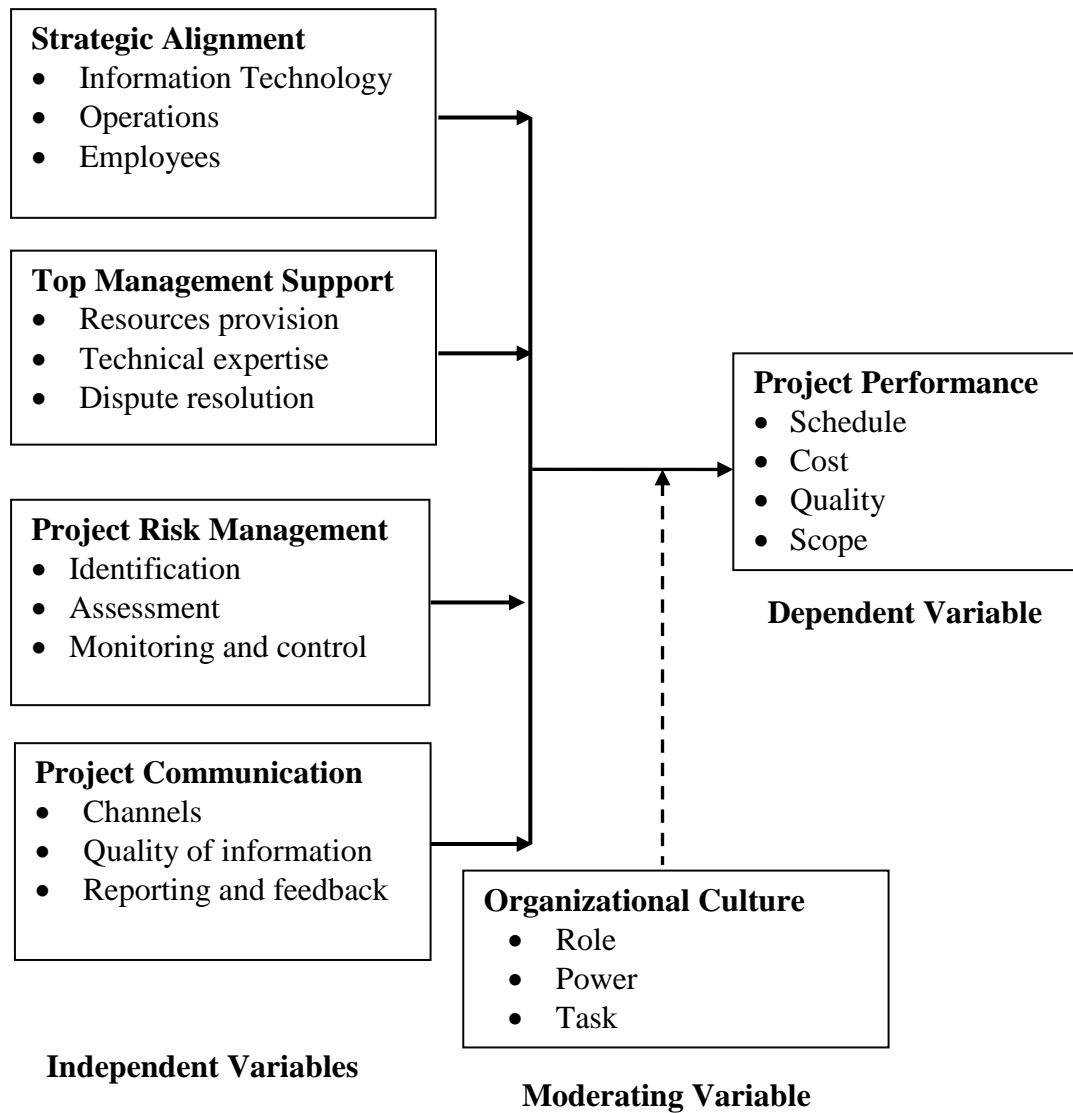 Strategic Alignment
• Information Technology
• Operations
• Employees
Top Management Support
• Resources provision
• Technical expertise
• Dispute resolution
Project Risk Management
• Identification
• Assessment
• Monitoring and control
Project Communication
• Channels
• Quality of information
• Reporting and feedback
Independent Variables
Project Performance
• Schedule
• Cost
• Quality
• Scope
Dependent Variable
Organizational Culture
• Role
• Power
• Task
Moderating Variable